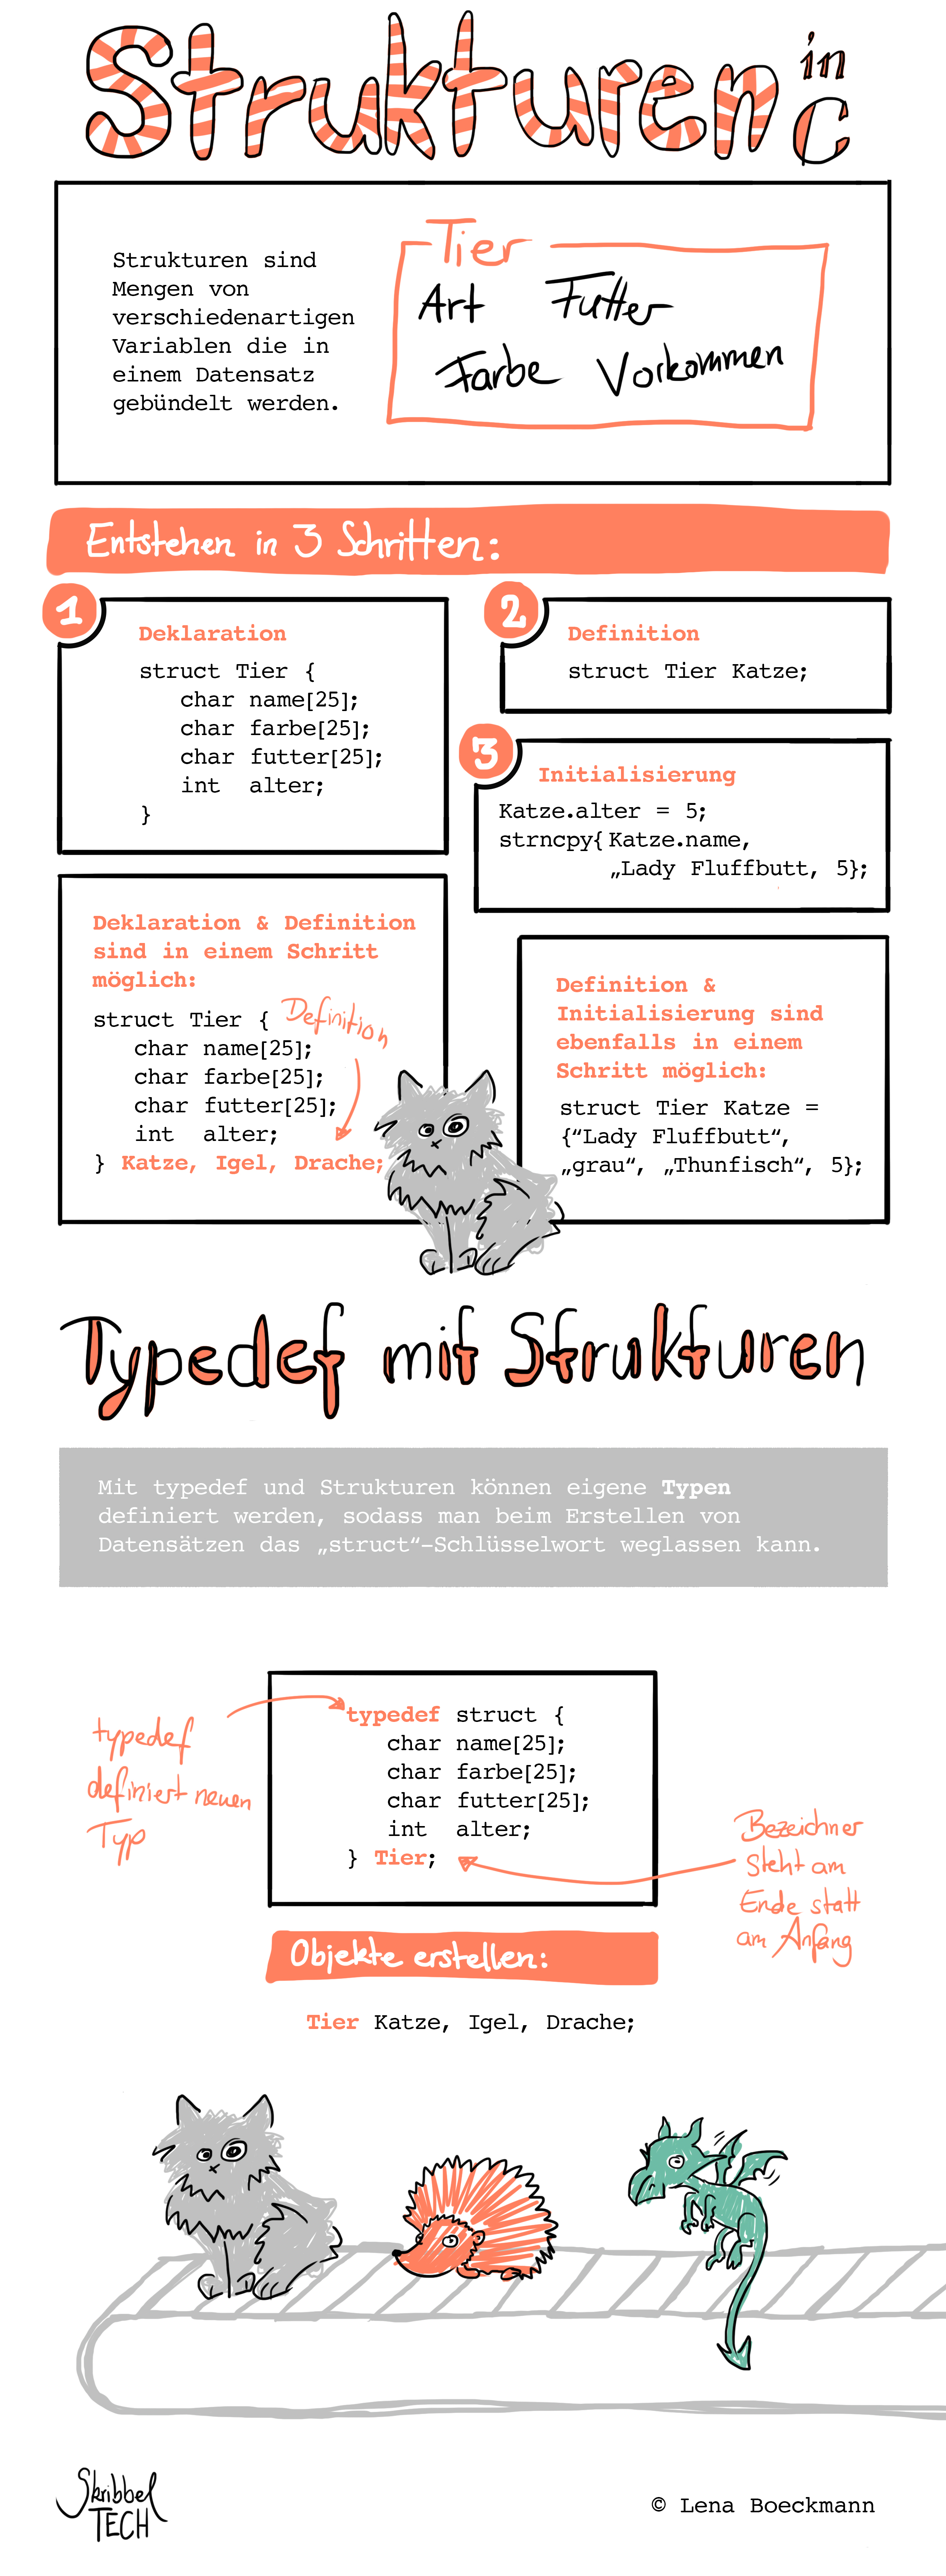 Strukturen in C
Strukturen sind
Mengen von
verschiedenartigen
Variablen die in
einem Datensatz
gebündelt werden.
Tier
Art Futter
Farbe Vorkommen
Entstehen in 3 Schritten:
1
Deklaration
struct Tier {
char name[25];
char farbe[25];
char futter[25];
int alter;
}
2
Definition
struct Tier Katze;
3
Initialisierung
Katze.alter = 5;
strncpy{Katze.name,
„Lady Fluffbutt, 5};
Deklaration & Definition
sind in einem Schritt
möglich:
struct Tier {
char name[25];
char farbe[25];
char futter[25];
int alter;
} Katze, Igel, Drache;
Definition
Definition &
Initialisierung sind
ebenfalls in einem
Schritt möglich:
struct Tier Katze =
{“Lady Fluffbutt“,
„grau“, „Thunfisch“, 5};
Typedef mit Strukturen
Mit typedef und Strukturen können eigene Typen
definiert werden, sodass man beim Erstellen von
Datensätzen das „struct“-Schlüsselwort weglassen kann.
typedef
definiert neuen
Typ
typedef struct {
char name[25];
char farbe[25];
char futter[25];
int alter;
} Tier;
Bezeichner
steht am
Ende statt
am Anfang
Objekte erstellen:
Tier Katze, Igel, Drache;
Skribbel
TECH
© Lena Boeckmann